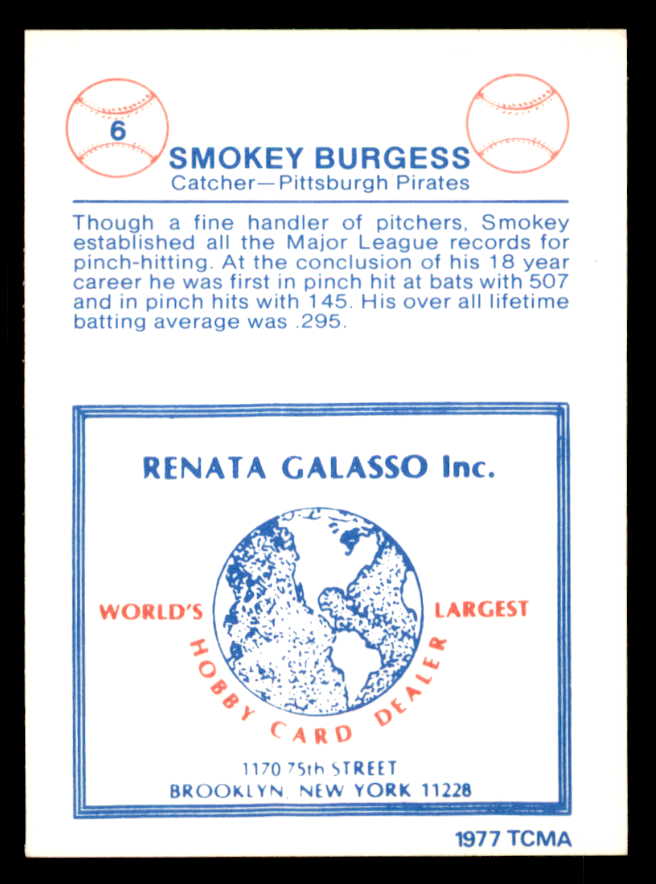 6
SMOKEY BURGESS
Catcher—Pittsburgh Pirates
Though a fine handler of pitchers, Smokey
established all the Major League records for
pinch-hitting. At the conclusion of his 18 year
career he was first in pinch hit at bats with 507
and in pinch hits with 145. His over all lifetime
batting average was .295.
RENATA GALASSO Inc.
WORLD'S LARGEST
HOBBY CARD DEALER
1170 75th STREET
BROOKLYN, NEW YORK 11228
1977 TCMA